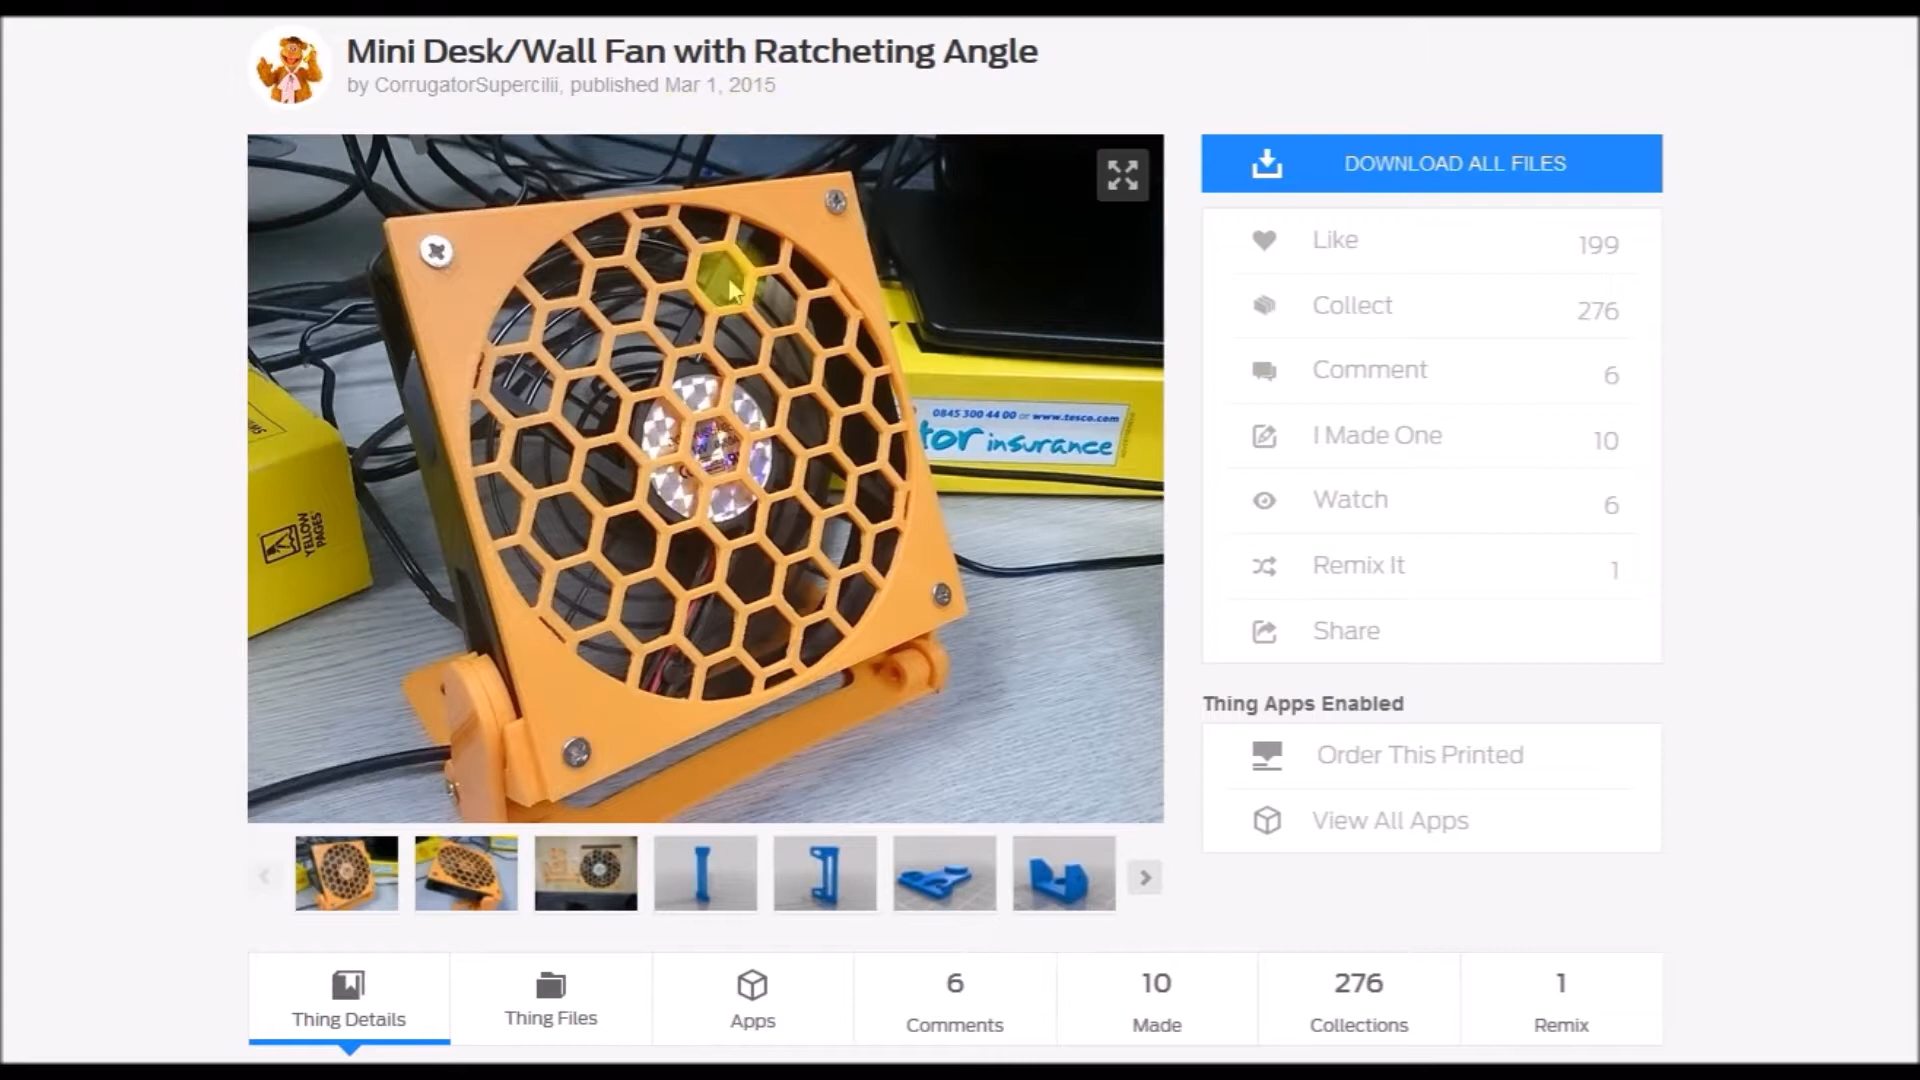 Mini Desk/Wall Fan with Ratcheting Angle
by CorrugatorSupercilii, published Mar 1, 2015
DOWNLOAD ALL FILES
Like 199
Collect 276
Comment 6
I Made One 10
Watch 6
Remix It 1
Share
0845 300 44 00 or www.tesco.com
tor insurance
YELLOW
PAGES
Thing Apps Enabled
Order This Printed
View All Apps
Thing Details
Thing Files
Apps
6
Comments
10
Made
276
Collections
1
Remix